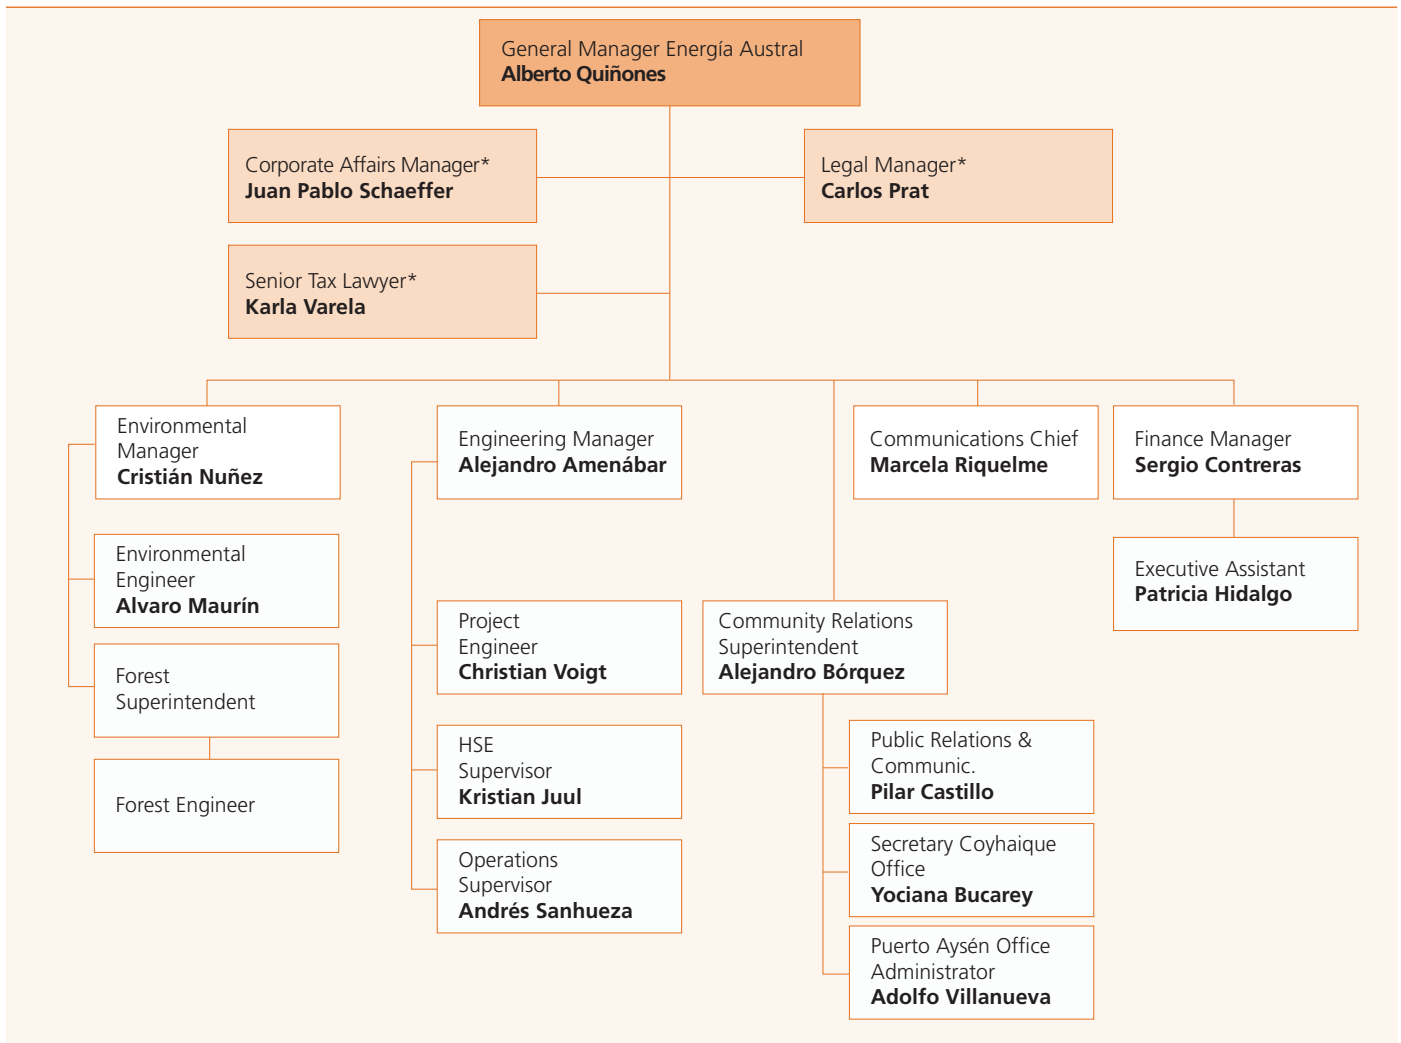 General Manager Energía Austral
Alberto Quiñones
Corporate Affairs Manager*
Juan Pablo Schaeffer
Legal Manager*
Carlos Prat
Senior Tax Lawyer*
Karla Varela
Environmental
Manager
Cristián Nuñez
Engineering Manager
Alejandro Amenábar
Communications Chief
Marcela Riquelme
Finance Manager
Sergio Contreras
Environmental
Engineer
Alvaro Maurín
Executive Assistant
Patricia Hidalgo
Forest
Superintendent
Forest Engineer
Project
Engineer
Christian Voigt
HSE
Supervisor
Kristian Juul
Operations
Supervisor
Andrés Sanhueza
Community Relations
Superintendent
Alejandro Bórquez
Public Relations &
Communic.
Pilar Castillo
Secretary Coyhaique
Office
Yociana Bucarey
Puerto Aysén Office
Administrator
Adolfo Villanueva